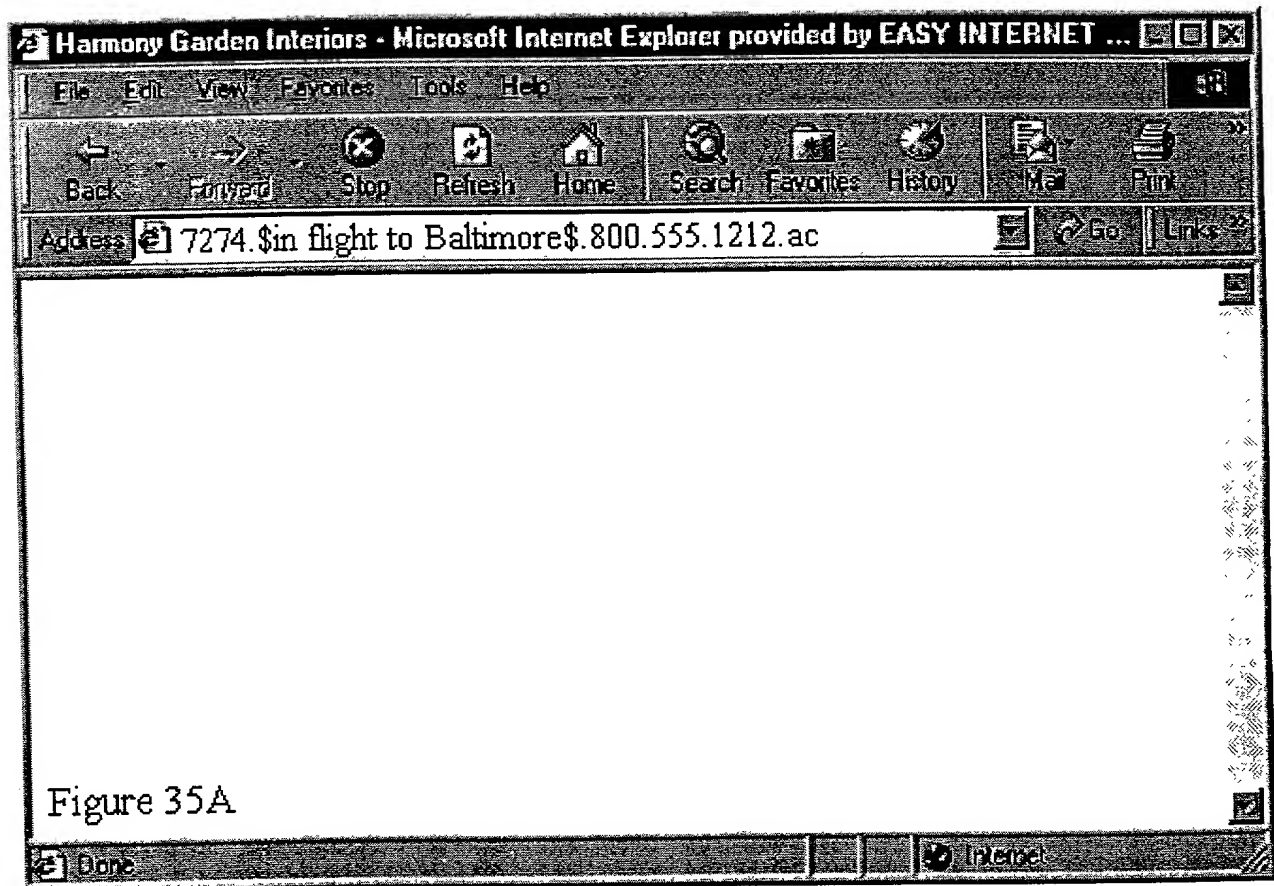 Harmony Garden Interiors - Microsoft Internet Explorer provided by EASY INTERNET ...
File Edit View Favorites Tools Help
Back Forward Stop Refresh Home Search Favorites History Mail Print
Address 7274.$in flight to Baltimore$.800.555.1212.ac Go Links
Figure 35A
Done Internet